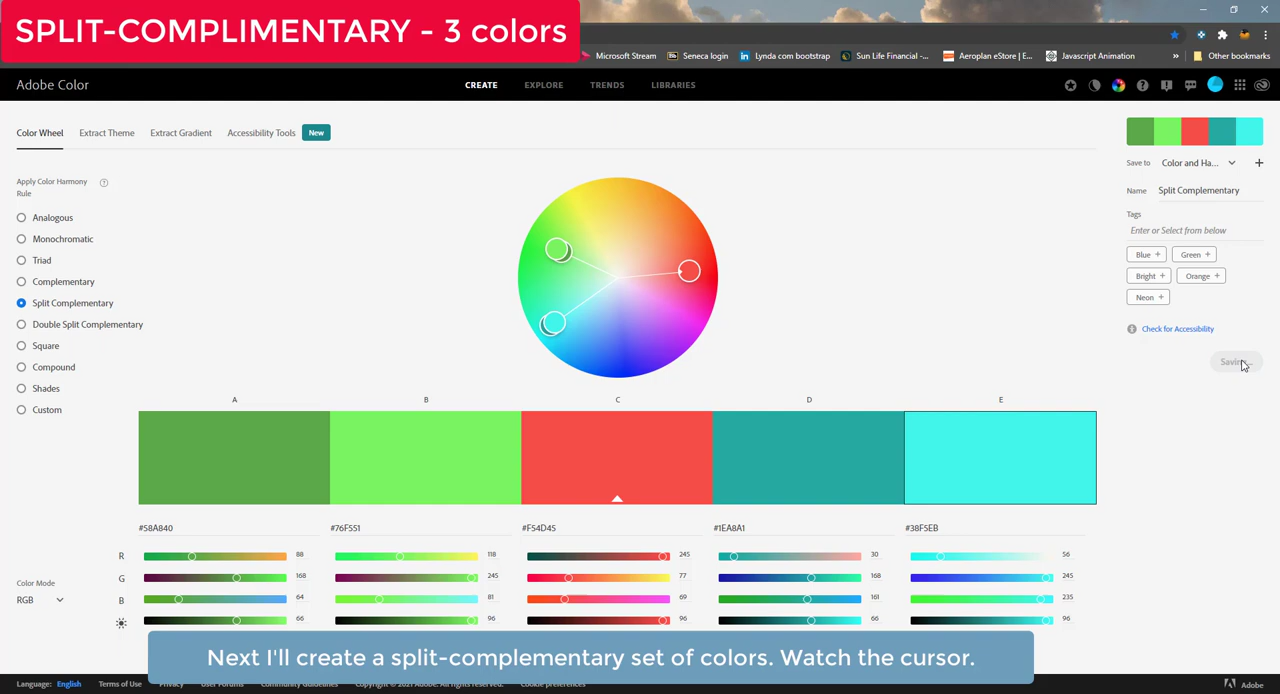 SPLIT-COMPLIMENTARY - 3 colors
Microsoft Stream
Seneca login
Lynda com bootstrap
Sun Life Financial -...
Aeroplan eStore | E...
Javascript Animation
»
Other bookmarks
Adobe Color
CREATE
EXPLORE
TRENDS
LIBRARIES
Color Wheel
Extract Theme
Extract Gradient
Accessibility Tools
New
Apply Color Harmony
Rule
Analogous
Monochromatic
Triad
Complementary
Split Complementary
Double Split Complementary
Square
Compound
Shades
Custom
Save to
Color and Ha...
Name
Split Complementary
Tags
Enter or Select from below
Blue +
Green +
Bright +
Orange +
Neon +
Check for Accessibility
A B C D E
#58A840 #76F551 #F54D45 #1EA8A1 #38F5EB
R 88 118 245 30 56
G 168 245 77 168 245
B 64 81 69 161 235
66 96 96 66 96
Color Mode
RGB
Next I'll create a split-complementary set of colors. Watch the cursor.
Language: English
Terms of Use
Adobe